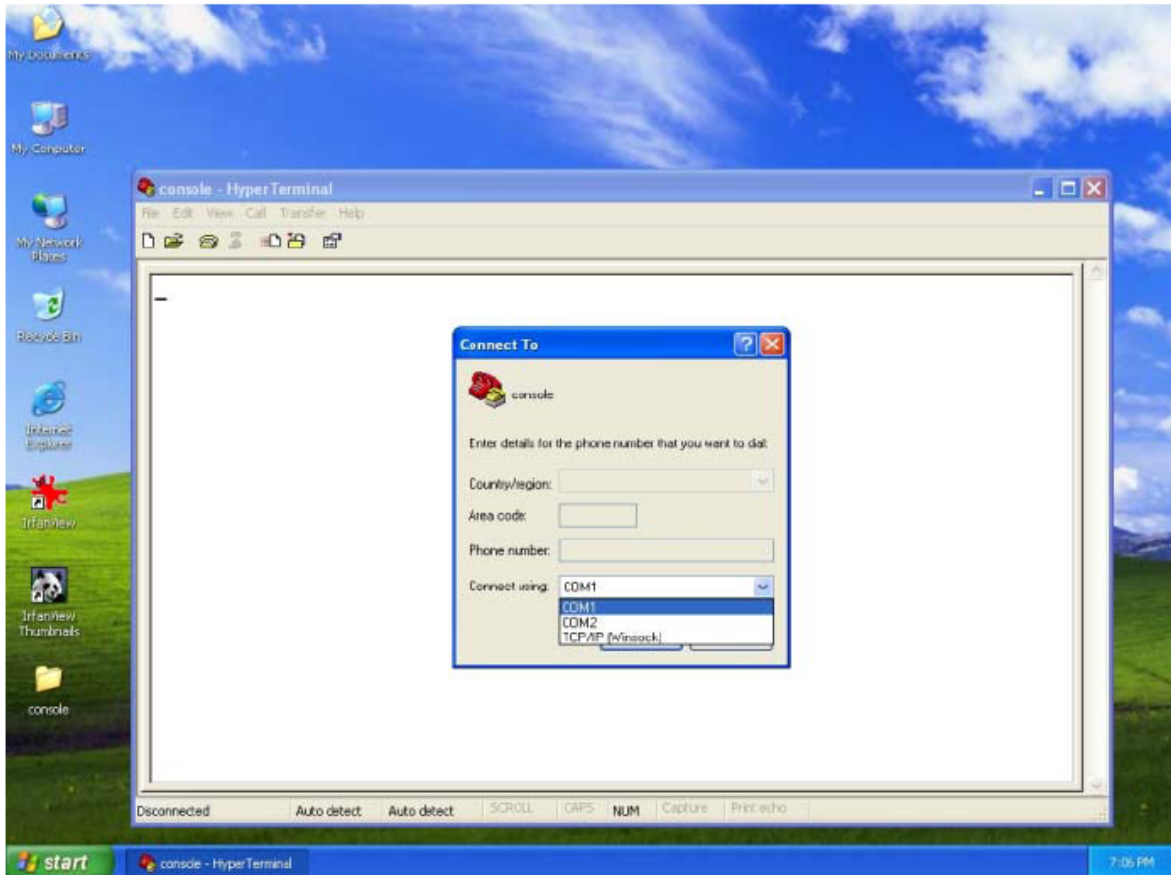 My Documents
My Computer
My Network
Places
Recycle Bin
Internet
Explorer
IrfanView
IrfanView
Thumbnails
console
console - HyperTerminal
File Edit View Call Transfer Help
Connect To
console
Enter details for the phone number that you want to dial:
Country/region:
Area code:
Phone number:
Connect using: COM1
COM1
COM2
TCP/IP (Winsock)
Disconnected Auto detect Auto detect SCROLL CAPS NUM Capture Print echo
start console - HyperTerminal 7:06 PM